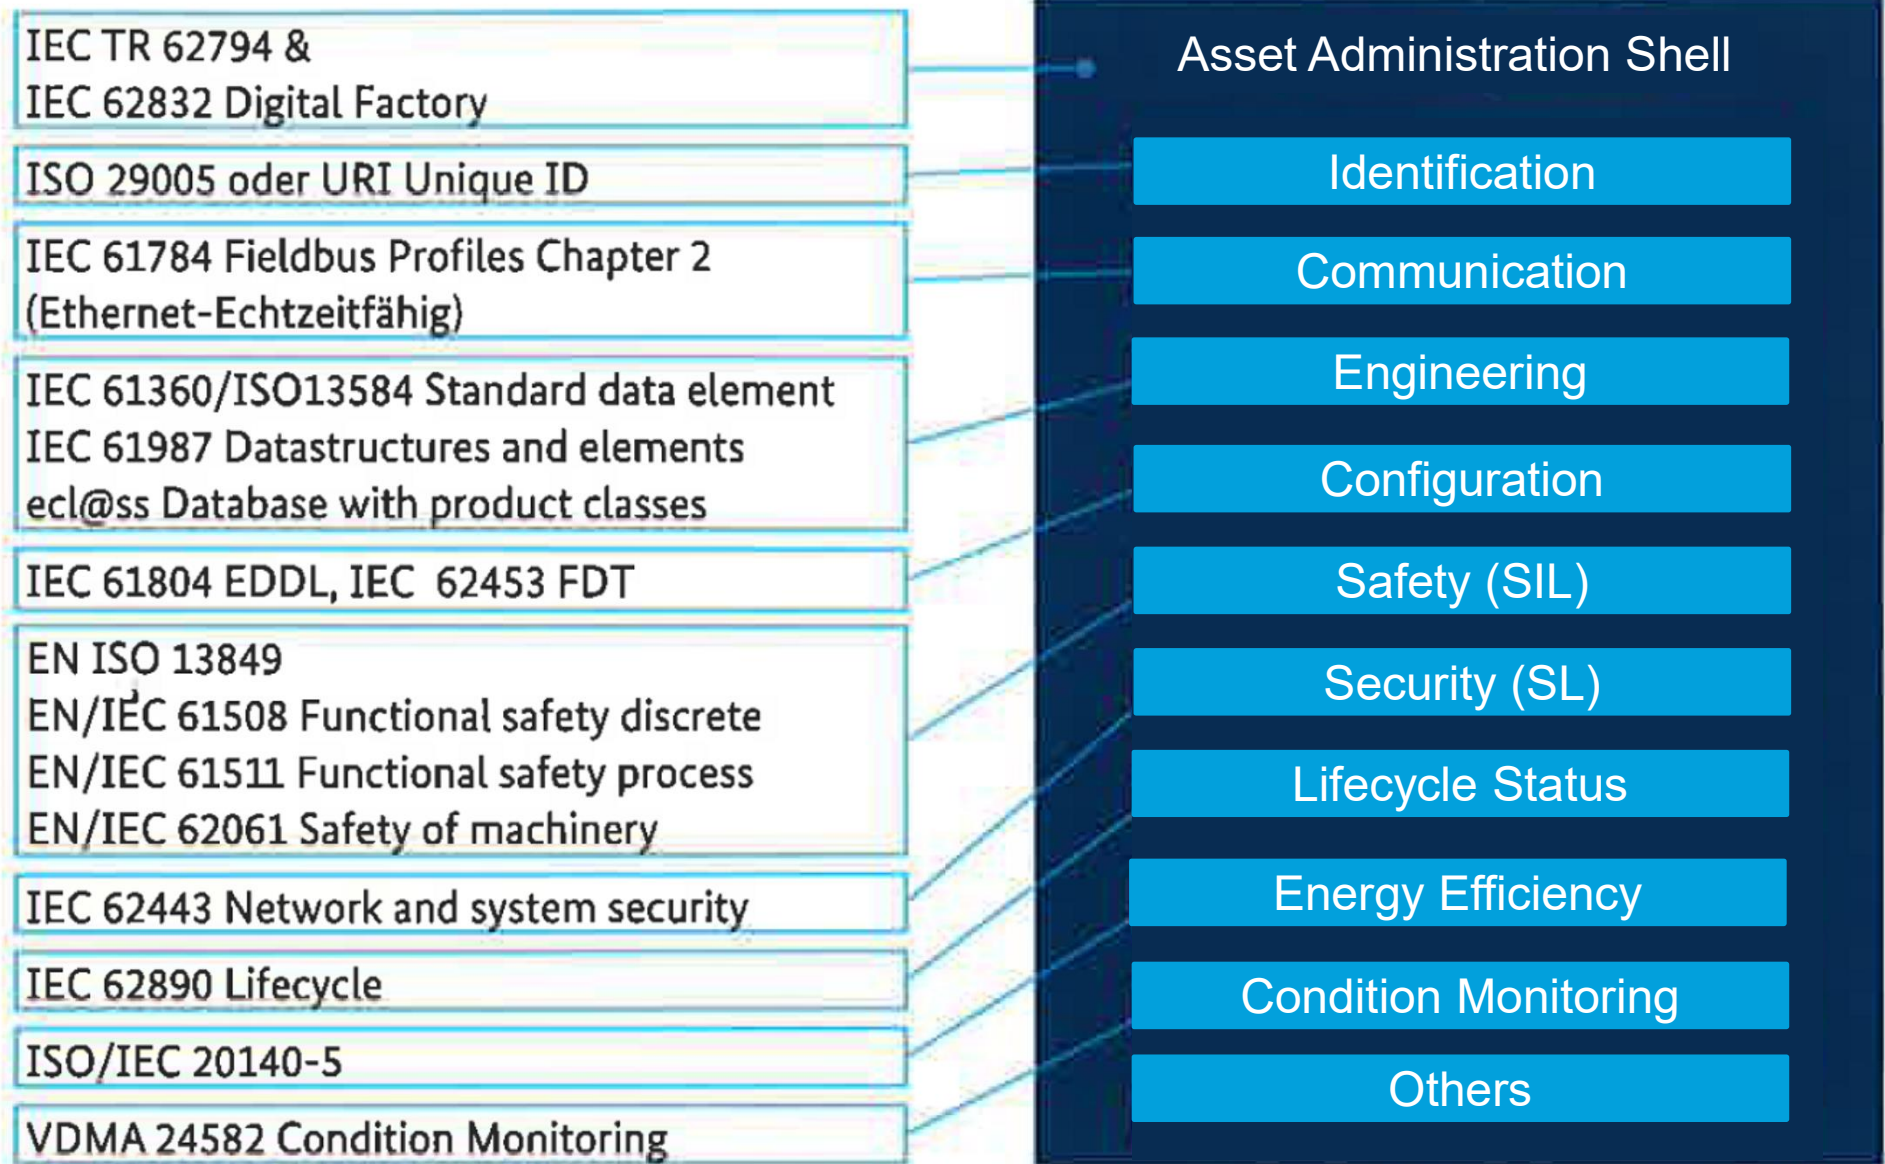 IEC TR 62794 &
IEC 62832 Digital Factory
ISO 29005 oder URI Unique ID
IEC 61784 Fieldbus Profiles Chapter 2
(Ethernet-Echtzeitfähig)
IEC 61360/ISO13584 Standard data element
IEC 61987 Datastructures and elements
ecl@ss Database with product classes
IEC 61804 EDDL, IEC 62453 FDT
EN ISO 13849
EN/IEC 61508 Functional safety discrete
EN/IEC 61511 Functional safety process
EN/IEC 62061 Safety of machinery
IEC 62443 Network and system security
IEC 62890 Lifecycle
ISO/IEC 20140-5
VDMA 24582 Condition Monitoring
Asset Administration Shell
Identification
Communication
Engineering
Configuration
Safety (SIL)
Security (SL)
Lifecycle Status
Energy Efficiency
Condition Monitoring
Others